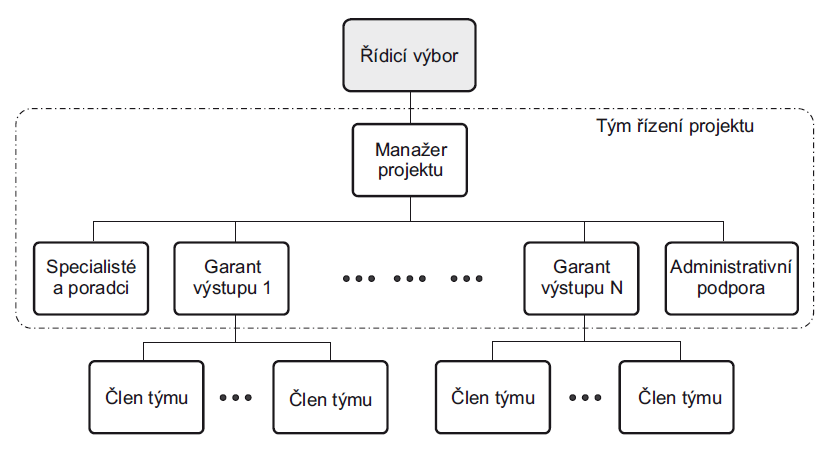 Řídicí výbor
Tým řízení projektu
Manažer
projektu
Specialisté
a poradci
Garant
výstupu 1
Garant
výstupu N
Administrativní
podpora
Člen týmu
Člen týmu
Člen týmu
Člen týmu